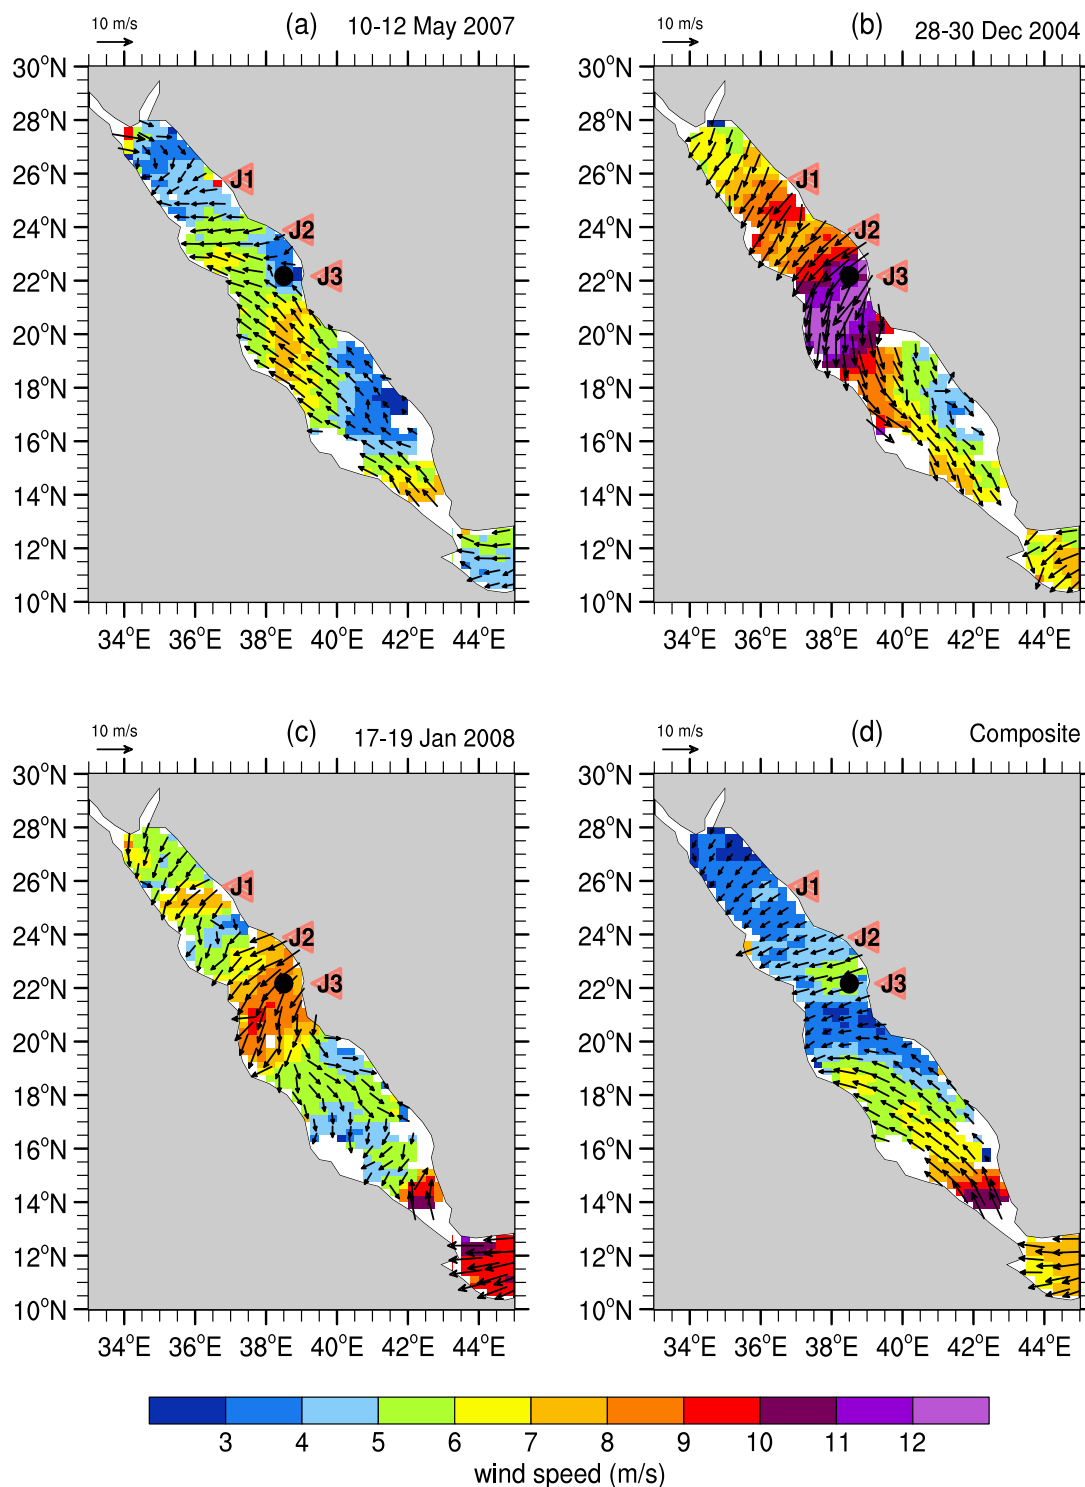 10 m/s (a) 10-12 May 2007
30°N
28°N
26°N
24°N
22°N
20°N
18°N
16°N
14°N
12°N
10°N
J1
J2
J3
34°E 36°E 38°E 40°E 42°E 44°E
10 m/s (b) 28-30 Dec 2004
30°N
28°N
26°N
24°N
22°N
20°N
18°N
16°N
14°N
12°N
10°N
J1
J2
J3
34°E 36°E 38°E 40°E 42°E 44°E
10 m/s (c) 17-19 Jan 2008
30°N
28°N
26°N
24°N
22°N
20°N
18°N
16°N
14°N
12°N
10°N
J1
J2
J3
34°E 36°E 38°E 40°E 42°E 44°E
10 m/s (d) Composite
30°N
28°N
26°N
24°N
22°N
20°N
18°N
16°N
14°N
12°N
10°N
J1
J2
J3
34°E 36°E 38°E 40°E 42°E 44°E
3 4 5 6 7 8 9 10 11 12
wind speed (m/s)